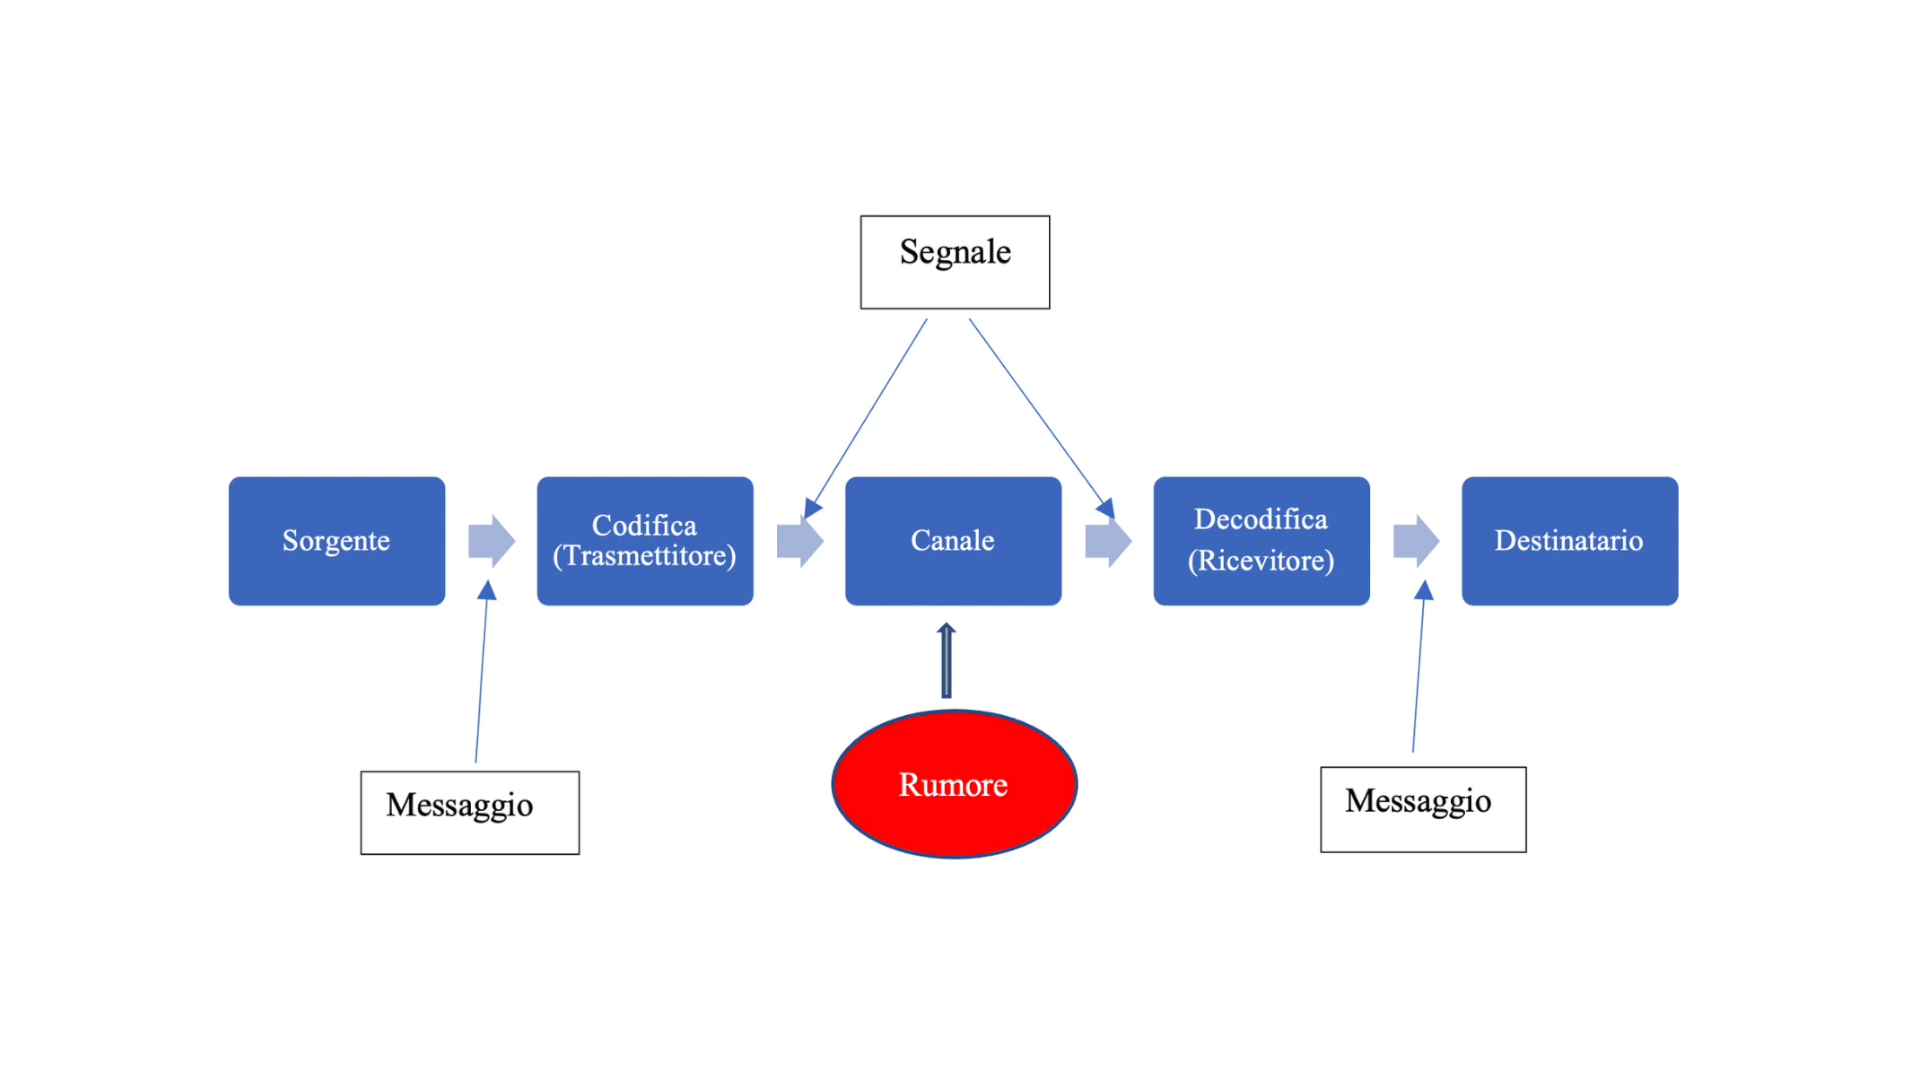 Segnale
Sorgente
Codifica
(Trasmettitore)
Canale
Decodifica
(Ricevitore)
Destinatario
Messaggio
Rumore
Messaggio